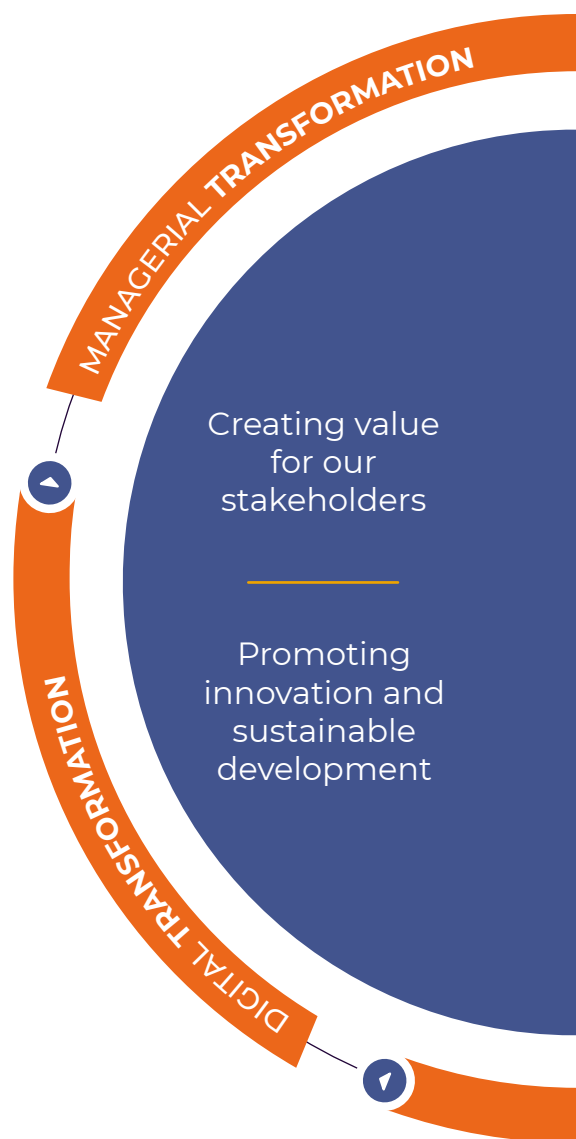 MANAGERIAL TRANSFORMATION
Creating value
for our
stakeholders
Promoting
innovation and
sustainable
development
DIGITAL TRANSFORMATION